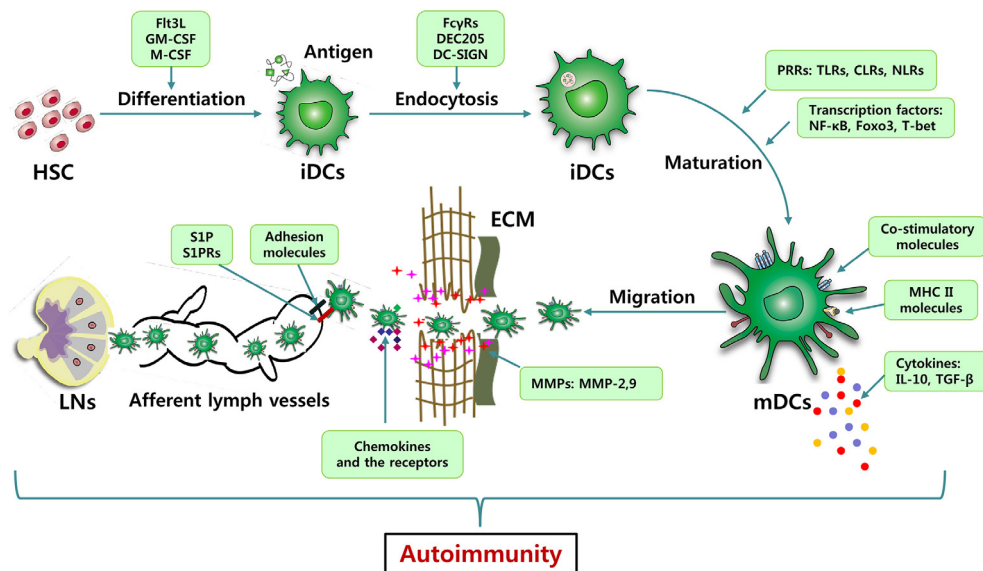 Flt3L
GM-CSF
M-CSF
Differentiation
HSC
Antigen
iDCs
FcγRs
DEC205
DC-SIGN
Endocytosis
iDCs
PRRs: TLRs, CLRs, NLRs
Transcription factors:
NF-κB, Foxo3, T-bet
Maturation
Co-stimulatory
molecules
MHC II
molecules
Cytokines:
IL-10, TGF-β
mDCs
Migration
ECM
MMPs: MMP-2,9
Chemokines
and the receptors
Adhesion
molecules
S1P
S1PRs
Afferent lymph vessels
LNs
Autoimmunity